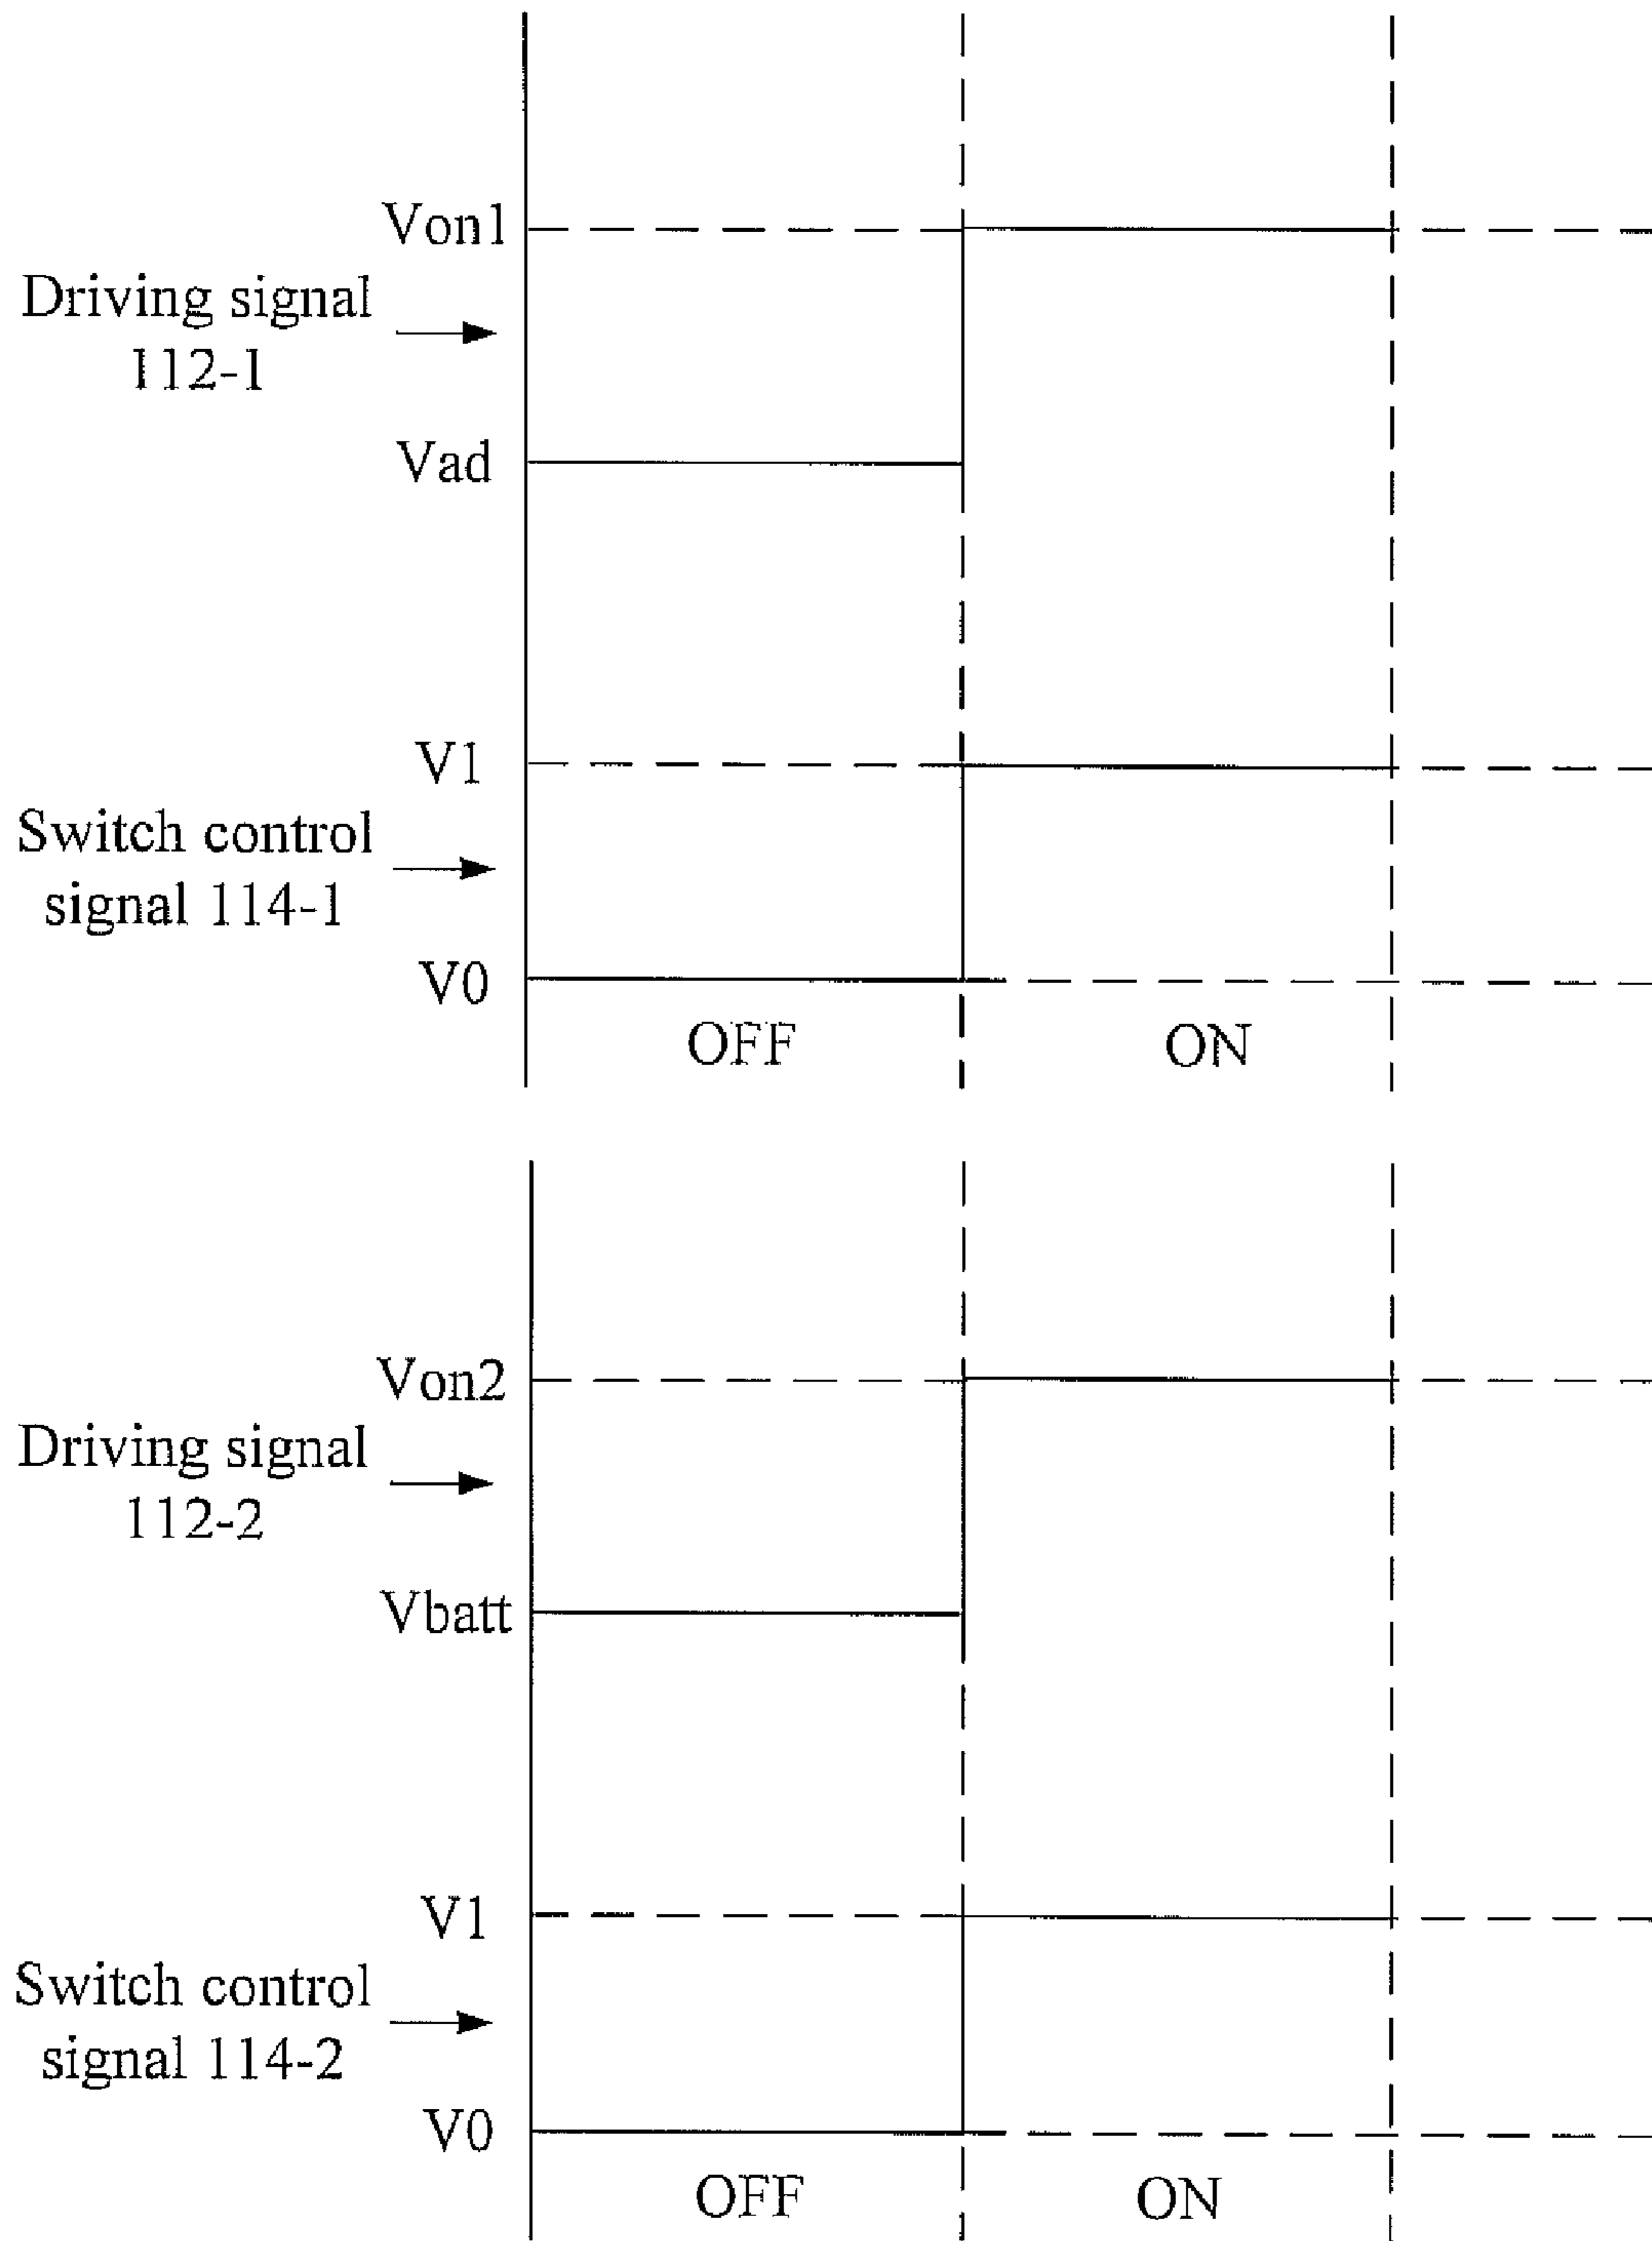 Von1
Driving signal
112-1
Vad
V1
Switch control
signal 114-1
V0
OFF
ON
Von2
Driving signal
112-2
Vbatt
V1
Switch control
signal 114-2
V0
OFF
ON